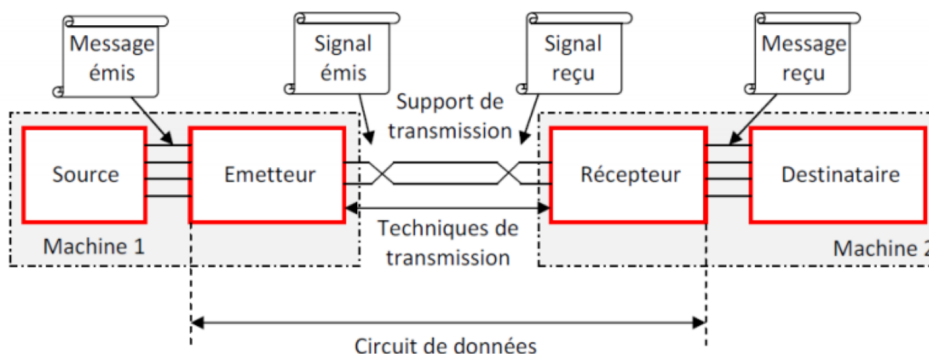 Message
émis
Signal
émis
Signal
reçu
Message
reçu
Support de
transmission
Source
Emetteur
Récepteur
Destinataire
Machine 1
Techniques de
transmission
Machine 2
Circuit de données